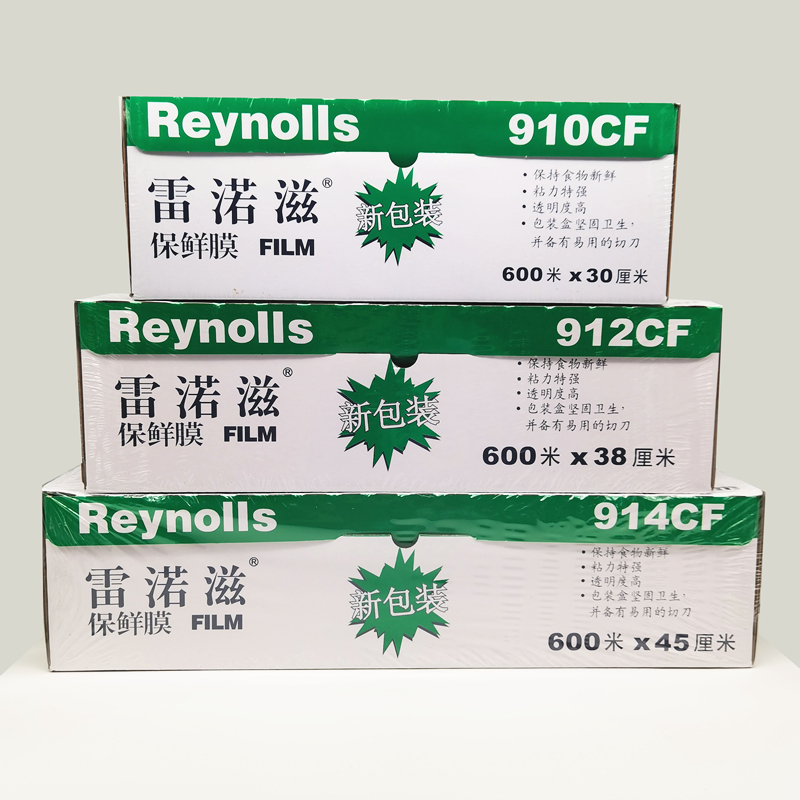 Reynolls 910CF
雷渃滋®
保鲜膜 FILM
新包装
• 保持食物新鲜
• 粘力特强
• 透明度高
• 包装盒坚固卫生,
并备有易用的切刀
600米 x 30厘米
Reynolls 912CF
雷渃滋®
保鲜膜 FILM
新包装
• 保持食物新鲜
• 粘力特强
• 透明度高
• 包装盒坚固卫生,
并备有易用的切刀
600米 x 38厘米
Reynolls 914CF
雷渃滋®
保鲜膜 FILM
新包装
• 保持食物新鲜
• 粘力特强
• 透明度高
• 包装盒坚固卫生,
并备有易用的切刀
600米 x 45厘米